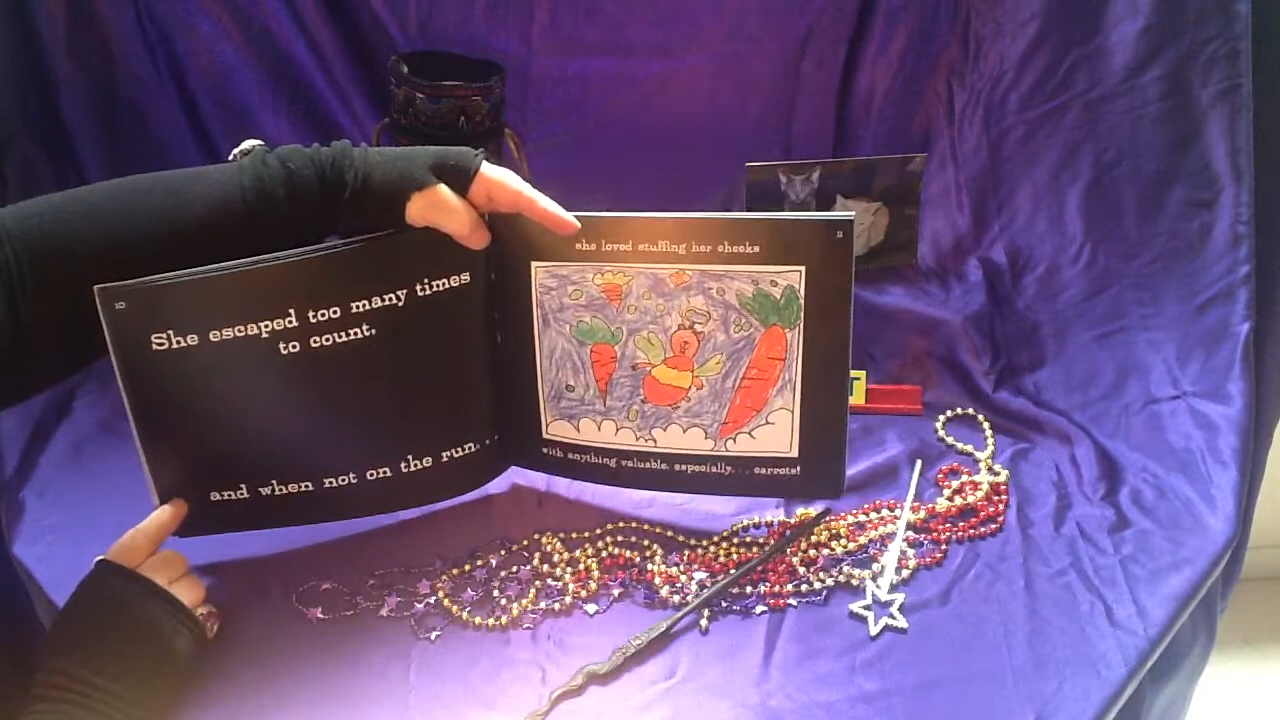 10
She escaped too many times
to count,
and when not on the run...
11
she loved stuffing her cheeks
with anything valuable, especially... carrots!
T